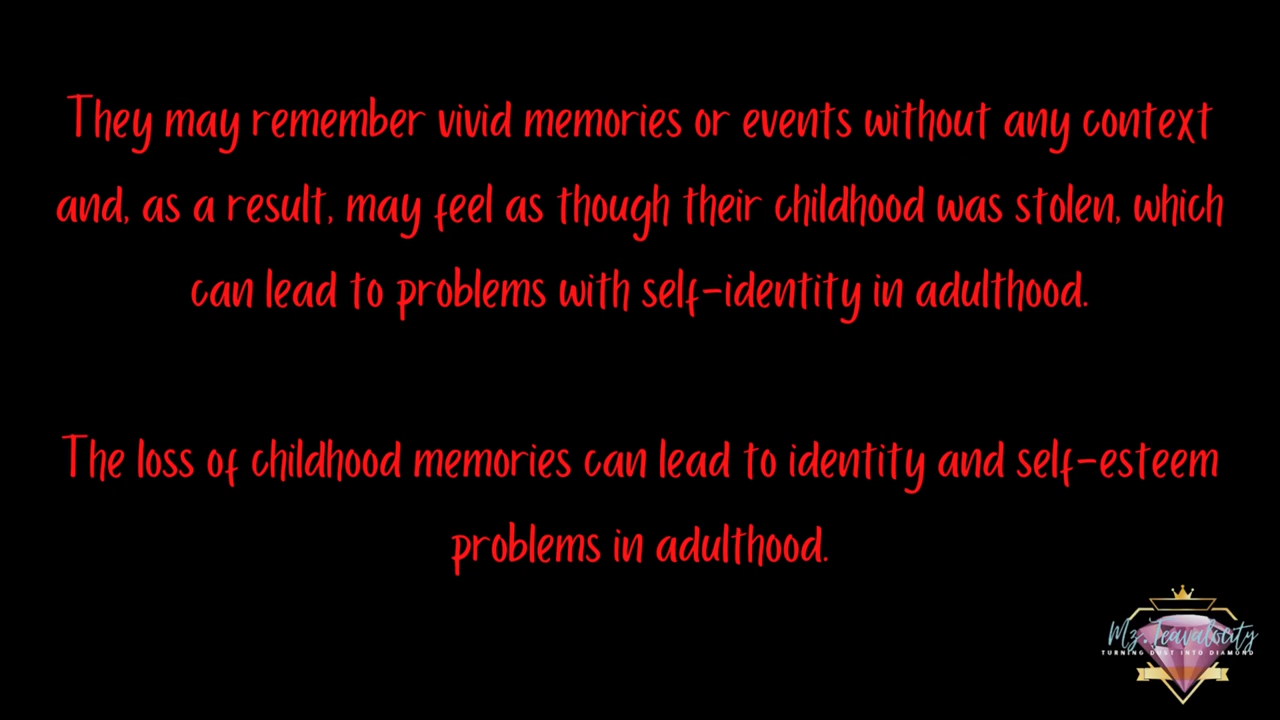 They may remember vivid memories or events without any context
and, as a result, may feel as though their childhood was stolen, which
can lead to problems with self-identity in adulthood.
The loss of childhood memories can lead to identity and self-esteem
problems in adulthood.
Mz. Teavalocity
TURNING DUST INTO DIAMOND